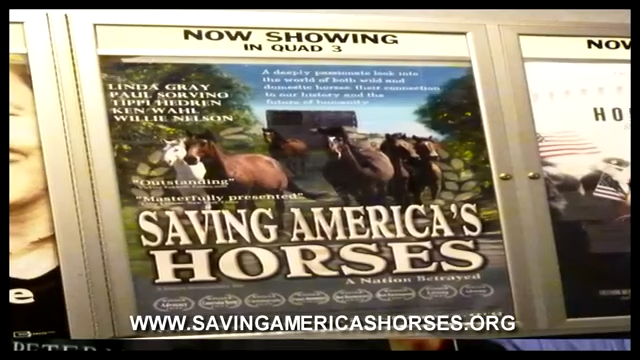 NOW SHOWING
IN QUAD 3
NOW
LINDA GRAY
PAUL SORVINO
TIPPI HEDREN
KEN WAHL
WILLIE NELSON
A deeply passionate look into
the world of both wild and
domestic horses their connection
to our history and the
future of humanity
HO
"Outstanding"
"Masterfully presented"
SAVING AMERICA'S
HORSES
A Nation Betrayed
e
WWW.SAVINGAMERICASHORSES.ORG
PETER